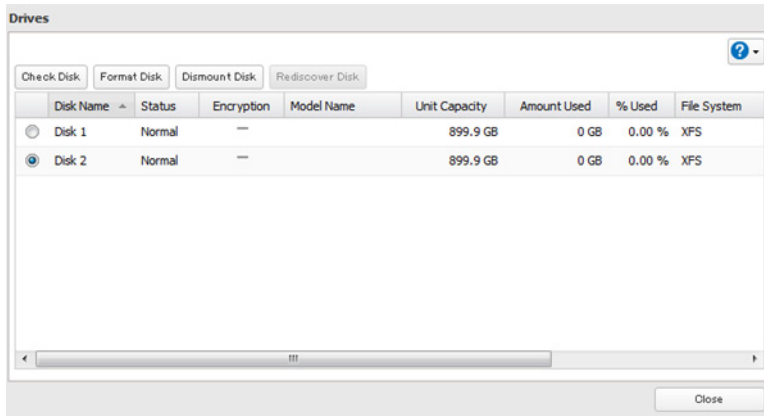 Drives
?
Check Disk Format Disk Dismount Disk Rediscover Disk
Disk Name Status Encryption Model Name Unit Capacity Amount Used % Used File System
Disk 1 Normal — 899.9 GB 0 GB 0.00 % XFS
Disk 2 Normal — 899.9 GB 0 GB 0.00 % XFS
Close